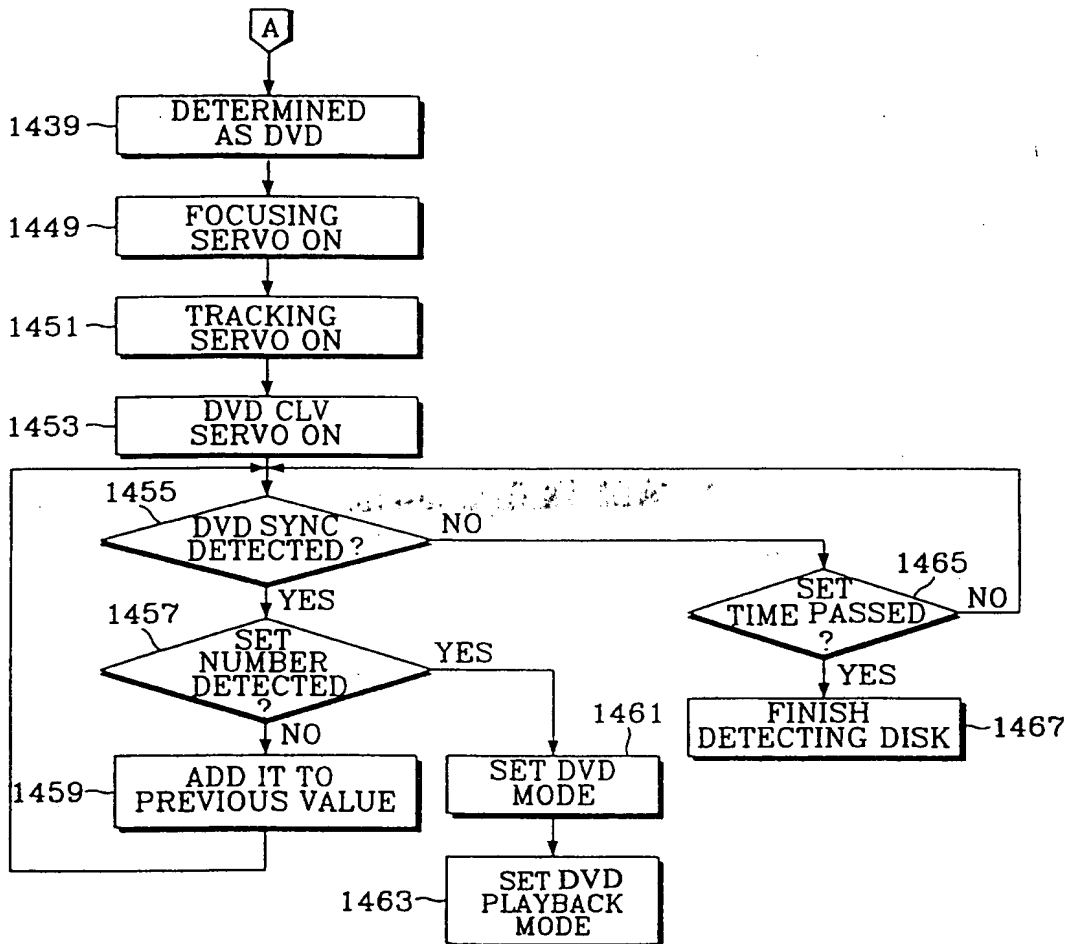 A
1439
DETERMINED
AS DVD
1449
FOCUSING
SERVO ON
1451
TRACKING
SERVO ON
1453
DVD CLV
SERVO ON
1455
DVD SYNC
DETECTED?
NO
YES
1465
SET
TIME PASSED
?
NO
YES
1457
SET
NUMBER
DETECTED
?
YES
NO
1461
FINISH
DETECTING DISK
1467
1459
ADD IT TO
PREVIOUS VALUE
SET DVD
MODE
1463
SET DVD
PLAYBACK
MODE